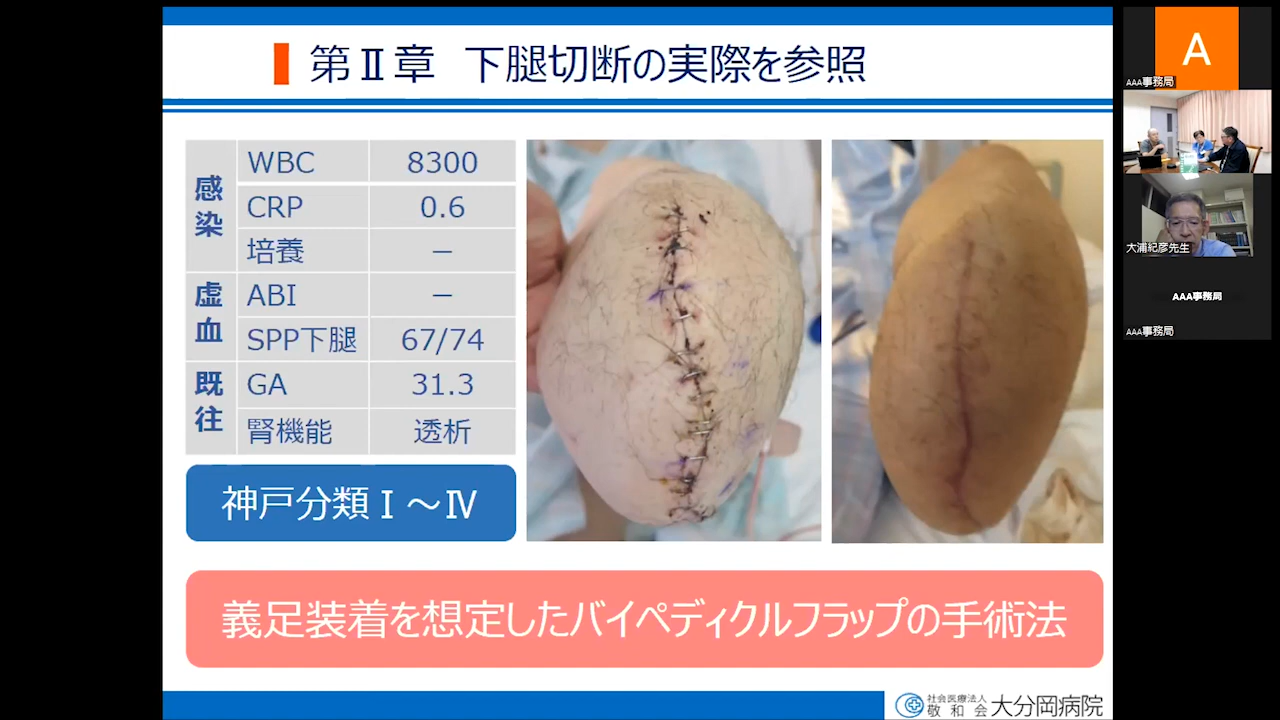 第Ⅱ章 下腿切断の実際を参照
感染
WBC 8300
CRP 0.6
培養 －
虚血
ABI －
SPP下腿 67/74
既往
GA 31.3
腎機能 透析
神戸分類Ⅰ～Ⅳ
義足装着を想定したバイペディクルフラップの手術法
社会医療法人
敬和会 大分岡病院
A
AAA事務局
大浦紀彦先生
AAA事務局
AAA事務局